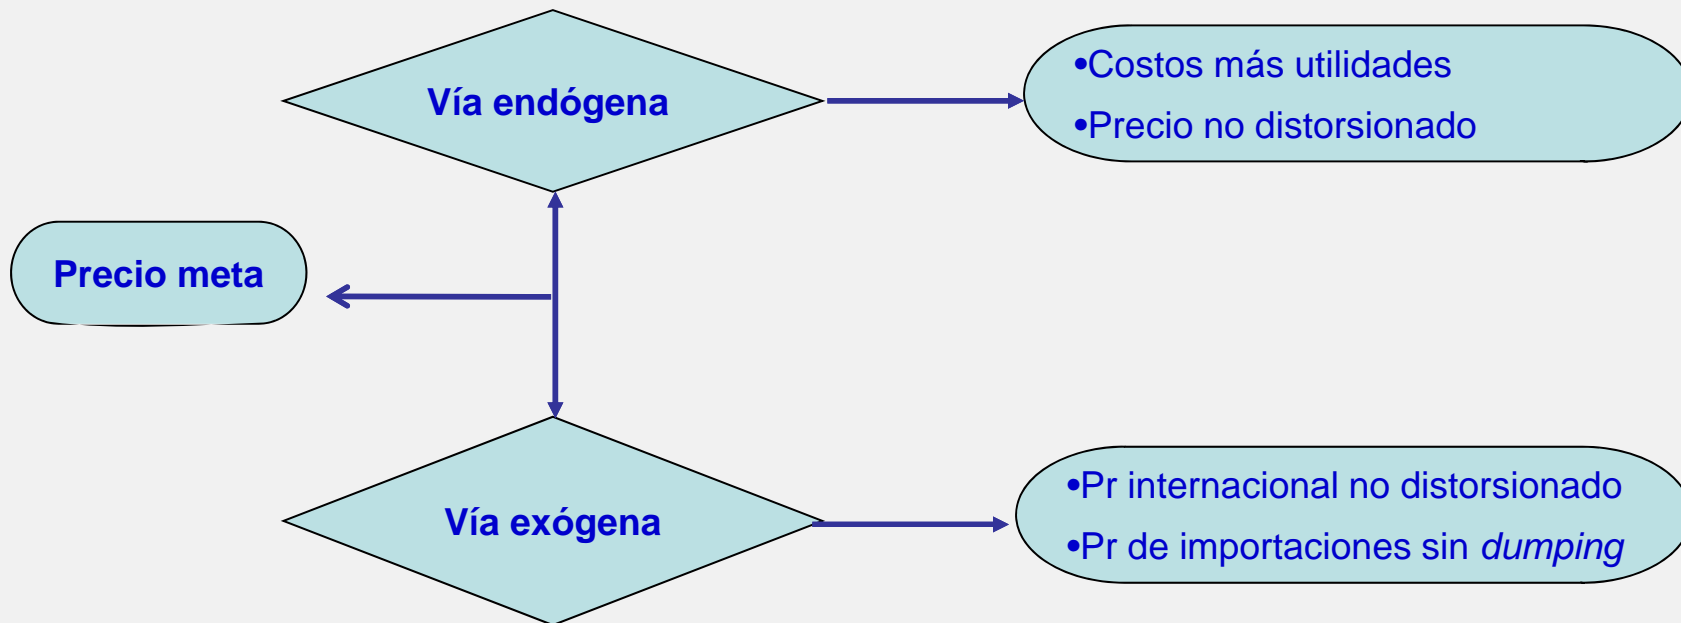 Vía endógena
•Costos más utilidades
•Precio no distorsionado
Precio meta
Vía exógena
•Pr internacional no distorsionado
•Pr de importaciones sin dumping